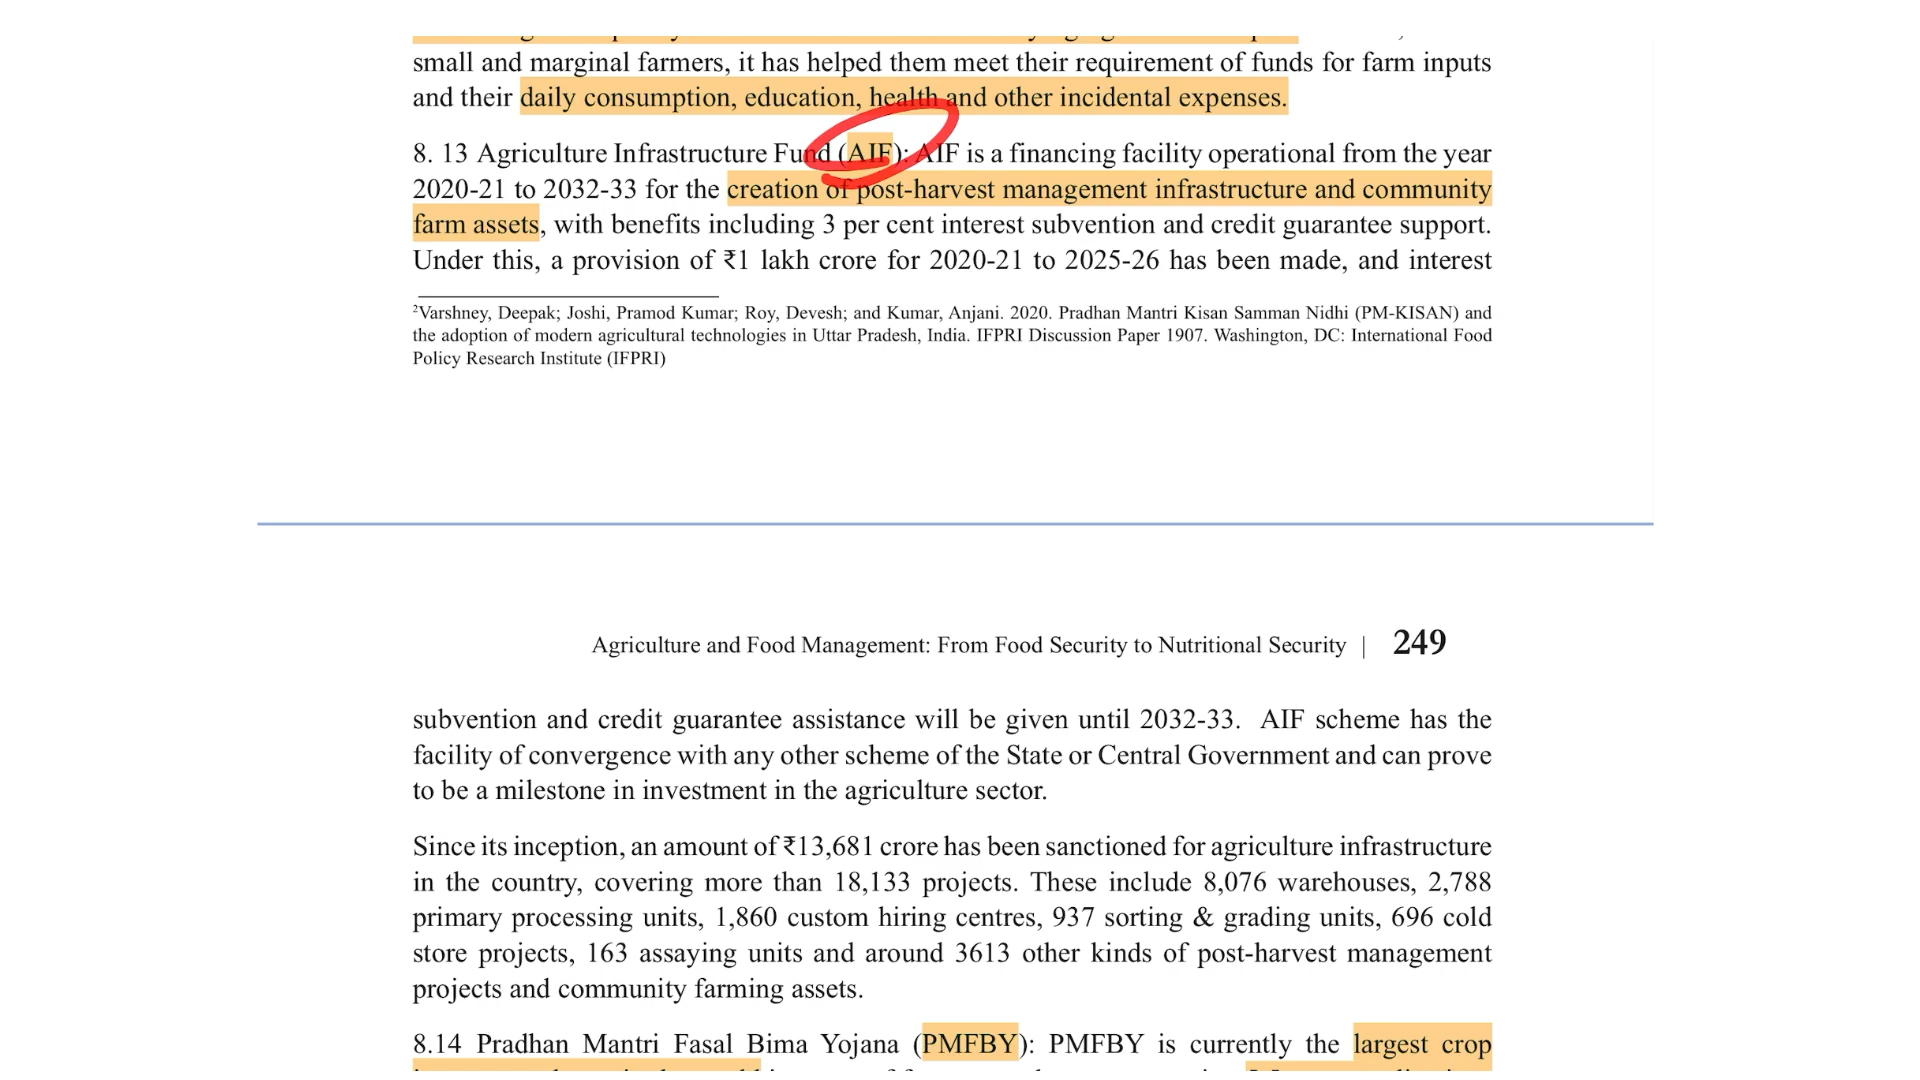 small and marginal farmers, it has helped them meet their requirement of funds for farm inputs
and their daily consumption, education, health and other incidental expenses.
8. 13 Agriculture Infrastructure Fund (AIF): AIF is a financing facility operational from the year
2020-21 to 2032-33 for the creation of post-harvest management infrastructure and community
farm assets, with benefits including 3 per cent interest subvention and credit guarantee support.
Under this, a provision of ₹1 lakh crore for 2020-21 to 2025-26 has been made, and interest
²Varshney, Deepak; Joshi, Pramod Kumar; Roy, Devesh; and Kumar, Anjani. 2020. Pradhan Mantri Kisan Samman Nidhi (PM-KISAN) and
the adoption of modern agricultural technologies in Uttar Pradesh, India. IFPRI Discussion Paper 1907. Washington, DC: International Food
Policy Research Institute (IFPRI)
Agriculture and Food Management: From Food Security to Nutritional Security | 249
subvention and credit guarantee assistance will be given until 2032-33. AIF scheme has the
facility of convergence with any other scheme of the State or Central Government and can prove
to be a milestone in investment in the agriculture sector.
Since its inception, an amount of ₹13,681 crore has been sanctioned for agriculture infrastructure
in the country, covering more than 18,133 projects. These include 8,076 warehouses, 2,788
primary processing units, 1,860 custom hiring centres, 937 sorting & grading units, 696 cold
store projects, 163 assaying units and around 3613 other kinds of post-harvest management
projects and community farming assets.
8.14 Pradhan Mantri Fasal Bima Yojana (PMFBY): PMFBY is currently the largest crop